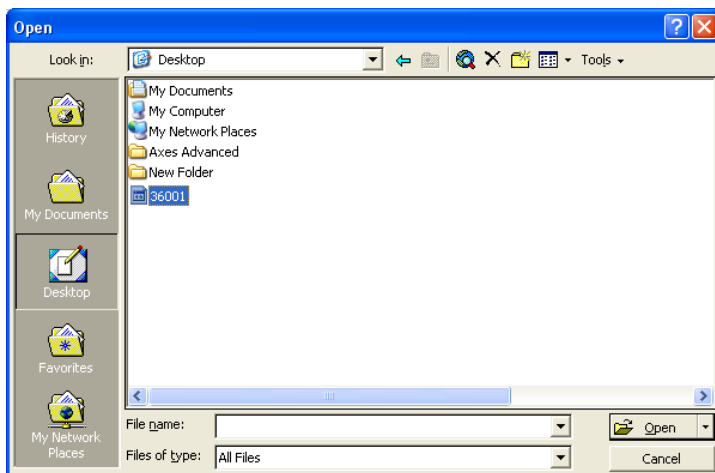 Open
Look in:
Desktop
Tools
History
My Documents
Desktop
Favorites
My Network
Places
My Documents
My Computer
My Network Places
Axes Advanced
New Folder
36001
File name:
Open
Files of type:
All Files
Cancel